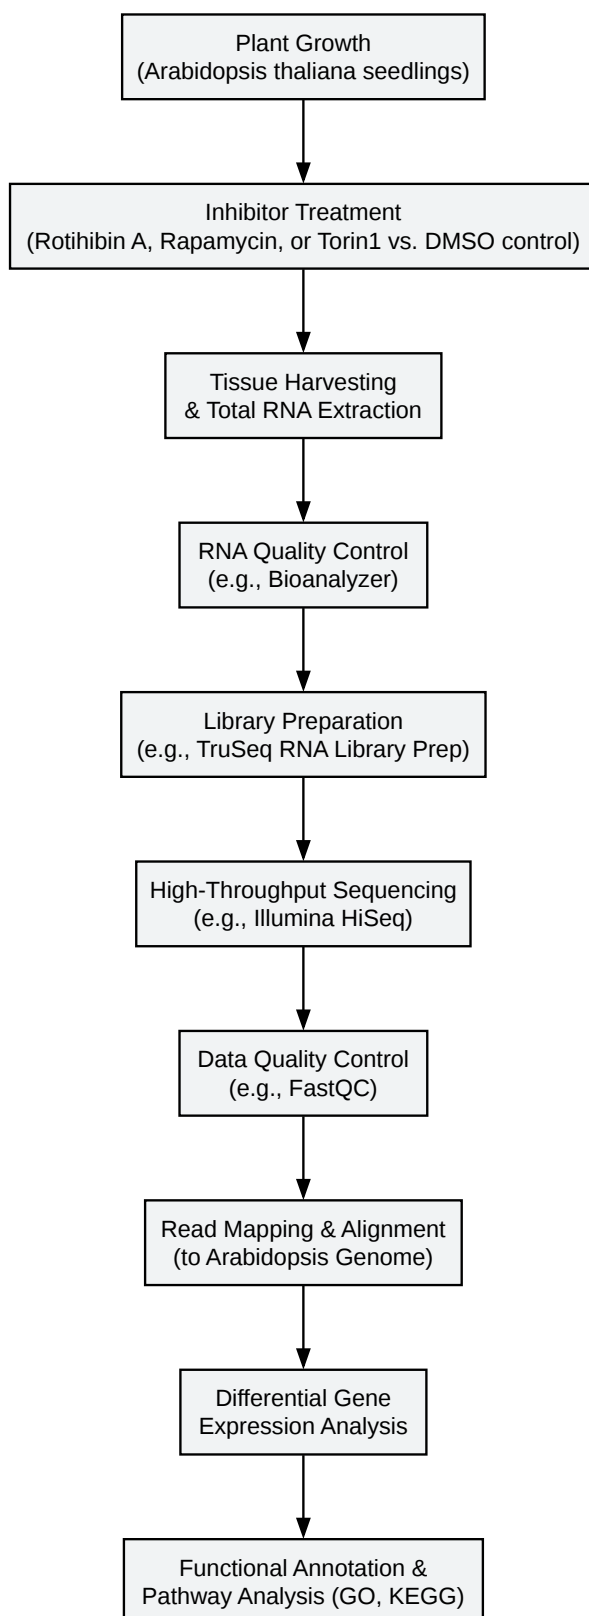 Plant Growth
(Arabidopsis thaliana seedlings)
Inhibitor Treatment
(Rotihibin A, Rapamycin, or Torin1 vs. DMSO control)
Tissue Harvesting
& Total RNA Extraction
RNA Quality Control
(e.g., Bioanalyzer)
Library Preparation
(e.g., TruSeq RNA Library Prep)
High-Throughput Sequencing
(e.g., Illumina HiSeq)
Data Quality Control
(e.g., FastQC)
Read Mapping & Alignment
(to Arabidopsis Genome)
Differential Gene
Expression Analysis
Functional Annotation &
Pathway Analysis (GO, KEGG)